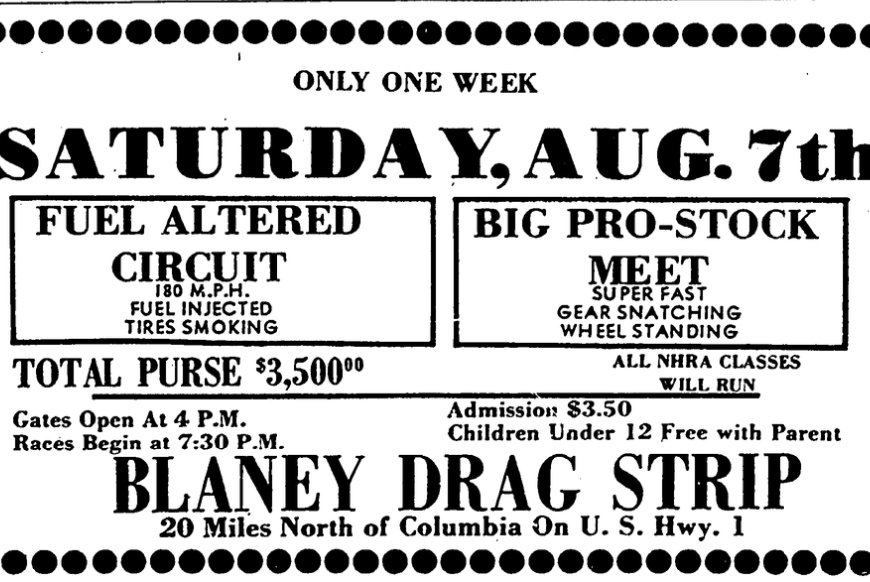 ONLY ONE WEEK
SATURDAY, AUG. 7th
FUEL ALTERED
CIRCUIT
180 M.P.H.
FUEL INJECTED
TIRES SMOKING
BIG PRO-STOCK
MEET
SUPER FAST
GEAR SNATCHING
WHEEL STANDING
TOTAL PURSE $3,500⁰⁰
ALL NHRA CLASSES
WILL RUN
Gates Open At 4 P.M.
Races Begin at 7:30 P.M.
Admission $3.50
Children Under 12 Free with Parent
BLANEY DRAG STRIP
20 Miles North of Columbia On U. S. Hwy. 1